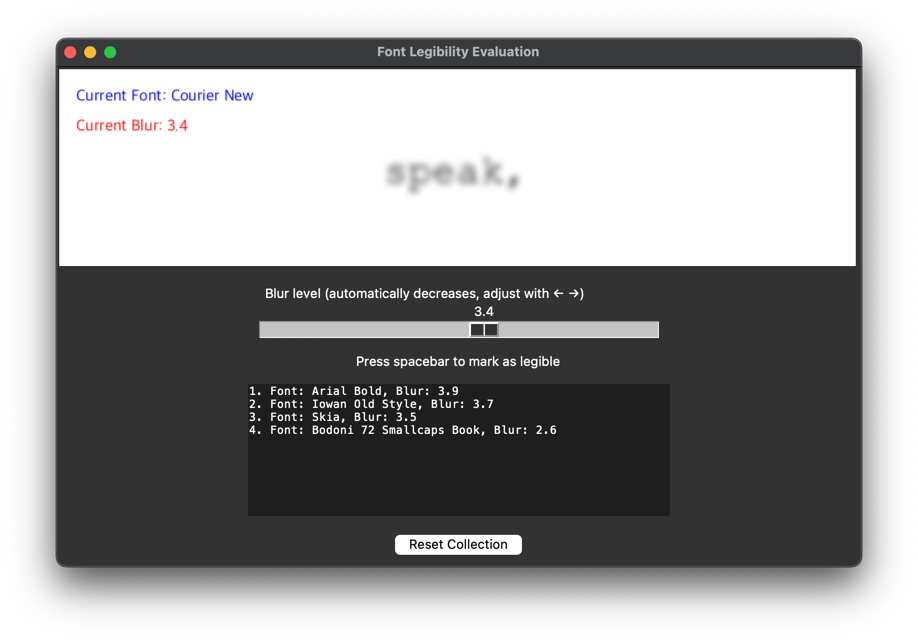 Font Legibility Evaluation
Current Font: Courier New
Current Blur: 3.4
speak,
Blur level (automatically decreases, adjust with ← →)
3.4
Press spacebar to mark as legible
1. Font: Arial Bold, Blur: 3.9
2. Font: Iowan Old Style, Blur: 3.7
3. Font: Skia, Blur: 3.5
4. Font: Bodoni 72 Smallcaps Book, Blur: 2.6
Reset Collection